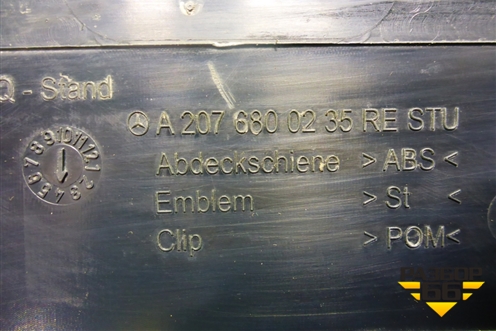 Q - Stand
A 207 680 02 35 RE STU
Abdeckschiene >ABS<
Emblem >St<
Clip >POM<